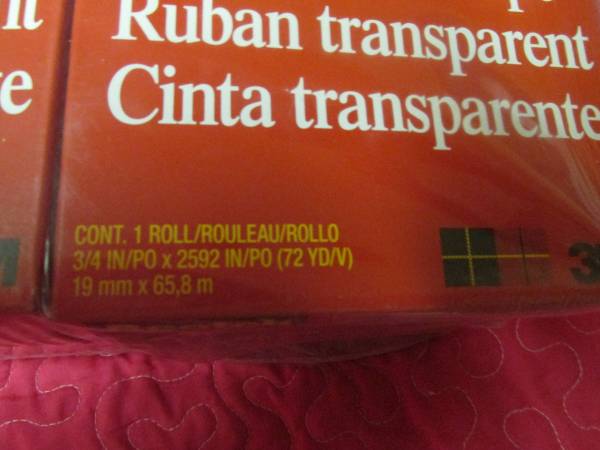 Ruban transparent
Cinta transparente
CONT. 1 ROLL/ROULEAU/ROLLO
3/4 IN/PO x 2592 IN/PO (72 YD/V)
19 mm x 65,8 m